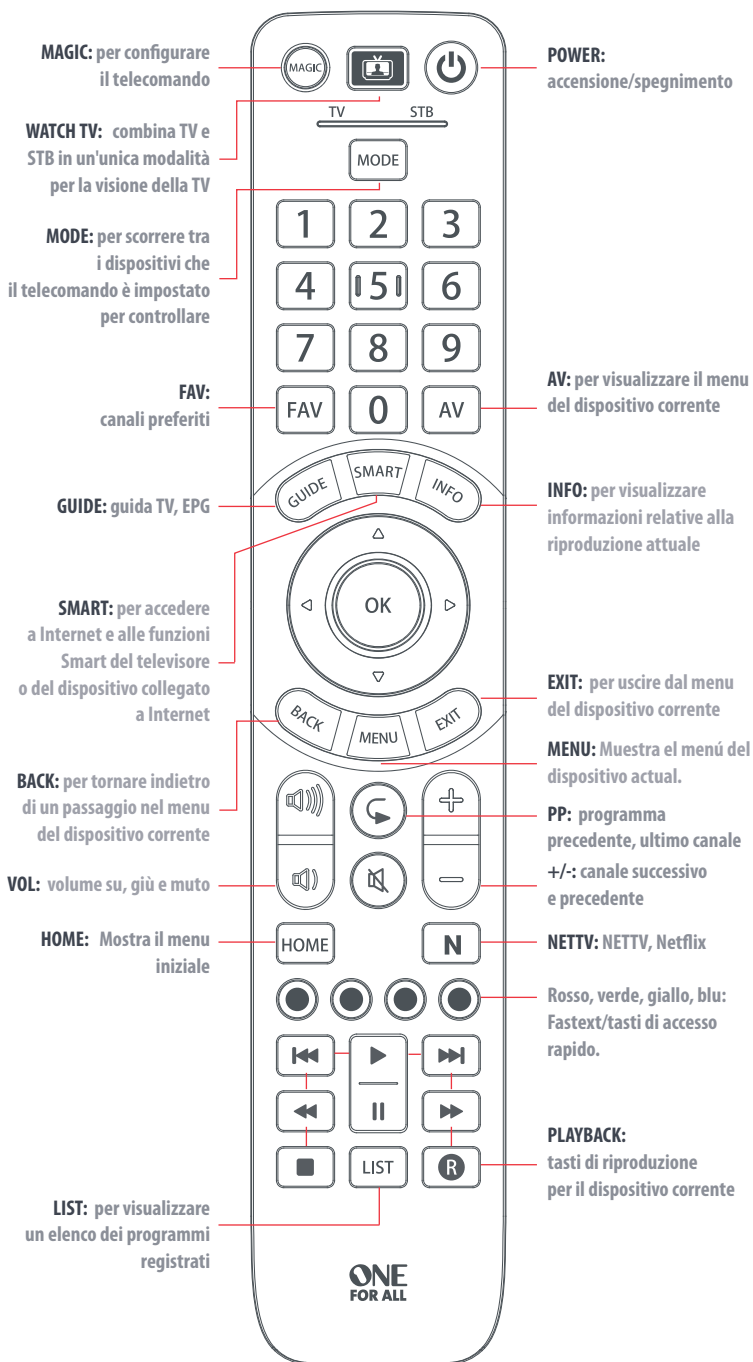 MAGIC: per configurare
il telecomando
WATCH TV: combina TV e
STB in un'unica modalità
per la visione della TV
MODE: per scorrere tra
i dispositivi che
il telecomando è impostato
per controllare
FAV:
canali preferiti
GUIDE: guida TV, EPG
SMART: per accedere
a Internet e alle funzioni
Smart del televisore
o del dispositivo collegato
a Internet
BACK: per tornare indietro
di un passaggio nel menu
del dispositivo corrente
VOL: volume su, giù e muto
HOME: Mostra il menu
iniziale
LIST: per visualizzare
un elenco dei programmi
registrati
MAGIC
TV STB
MODE
1 2 3
4 5 6
7 8 9
FAV 0 AV
GUIDE SMART INFO
OK
BACK MENU EXIT
HOME N
LIST R
ONE
FOR ALL
POWER:
accensione/spegnimento
AV: per visualizzare il menu
del dispositivo corrente
INFO: per visualizzare
informazioni relative alla
riproduzione attuale
EXIT: per uscire dal menu
del dispositivo corrente
MENU: Muestra el menú del
dispositivo actual.
PP: programma
precedente, ultimo canale
+/-: canale successivo
e precedente
NETTV: NETTV, Netflix
Rosso, verde, giallo, blu:
Fastext/tasti di accesso
rapido.
PLAYBACK:
tasti di riproduzione
per il dispositivo corrente